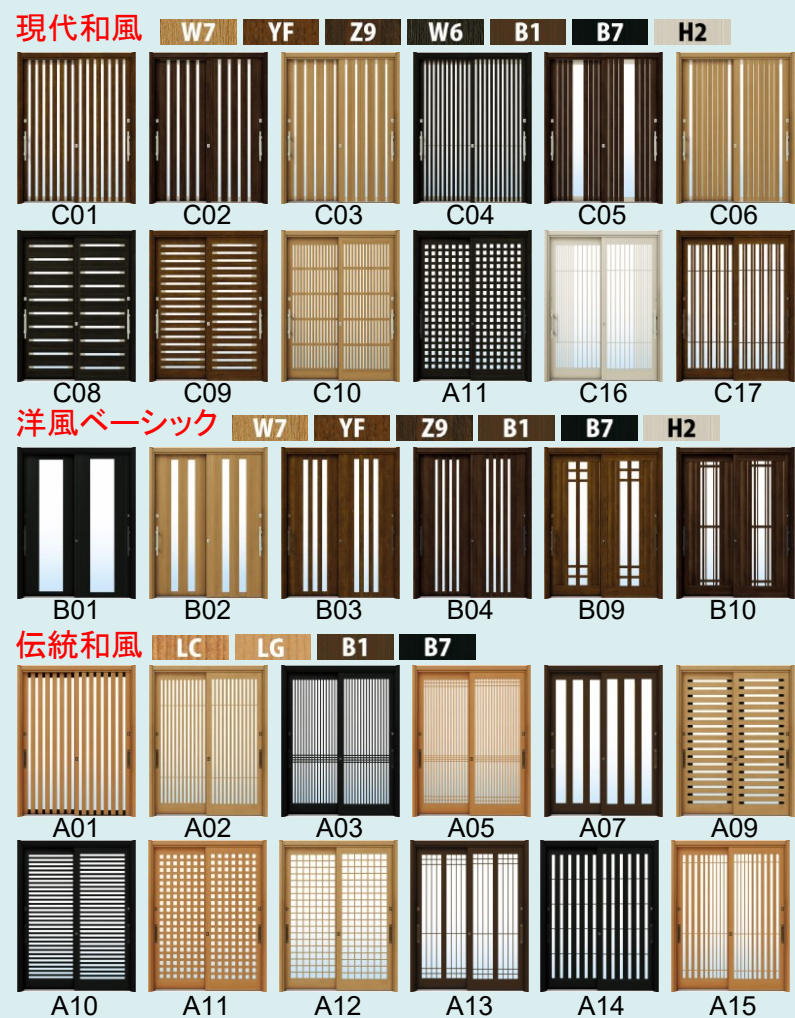 現代和風 W7 YF Z9 W6 B1 B7 H2
C01 C02 C03 C04 C05 C06
C08 C09 C10 A11 C16 C17
洋風ベーシック W7 YF Z9 B1 B7 H2
B01 B02 B03 B04 B09 B10
伝統和風 LC LG B1 B7
A01 A02 A03 A05 A07 A09
A10 A11 A12 A13 A14 A15